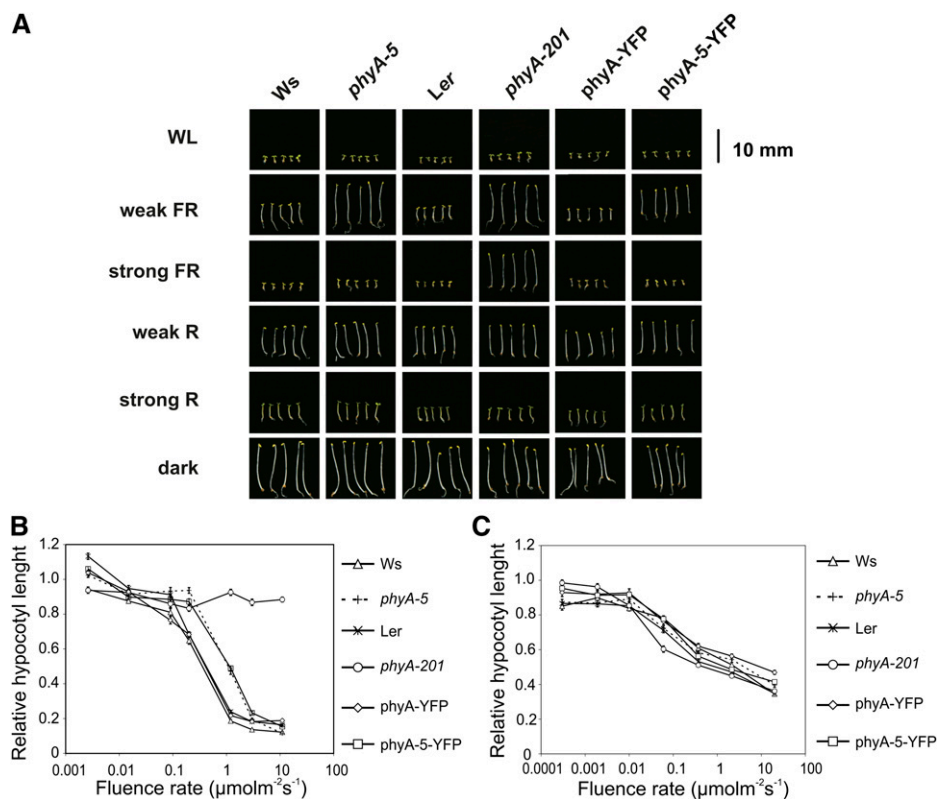 A
Ws phyA-5 Ler phyA-201 phyA-YFP phyA-5-YFP
WL
10 mm
weak FR
strong FR
weak R
strong R
dark
B
Relative hypocotyl lenght
1.2
1.0
0.8
0.6
0.4
0.2
0
0.001 0.01 0.1 1 10 100
Fluence rate (µmolm⁻²s⁻¹)
Ws
phyA-5
Ler
phyA-201
phyA-YFP
phyA-5-YFP
C
Relative hypocotyl lenght
1.2
1.0
0.8
0.6
0.4
0.2
0
0.0001 0.001 0.01 0.1 1 10 100
Fluence rate (µmolm⁻²s⁻¹)
Ws
phyA-5
Ler
phyA-201
phyA-YFP
phyA-5-YFP